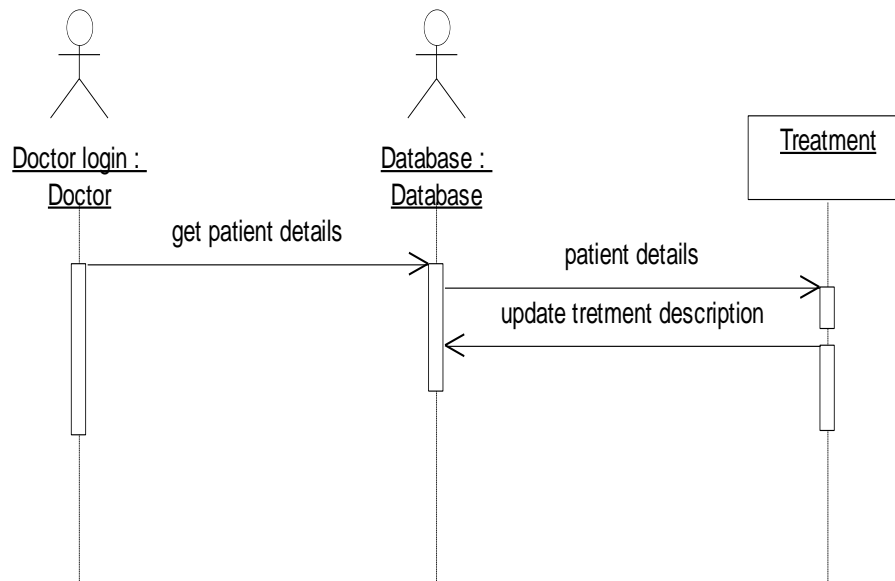 Doctor login :
Doctor
Database :
Database
Treatment
get patient details
patient details
update tretment description